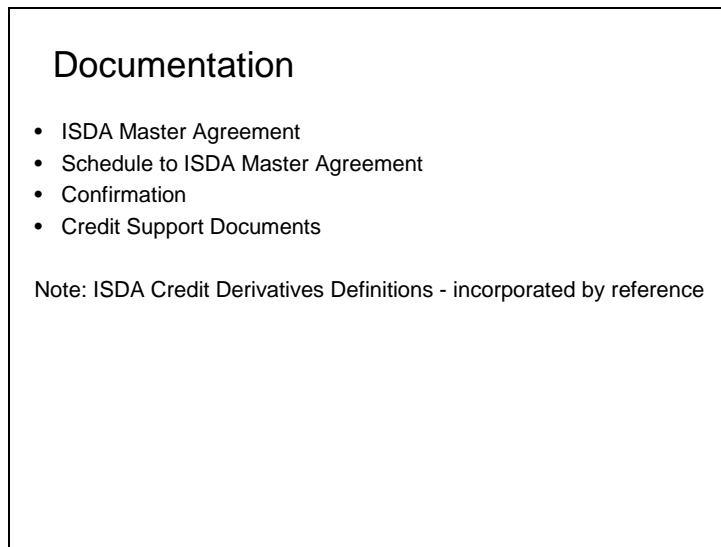 Documentation
• ISDA Master Agreement
• Schedule to ISDA Master Agreement
• Confirmation
• Credit Support Documents
Note: ISDA Credit Derivatives Definitions - incorporated by reference